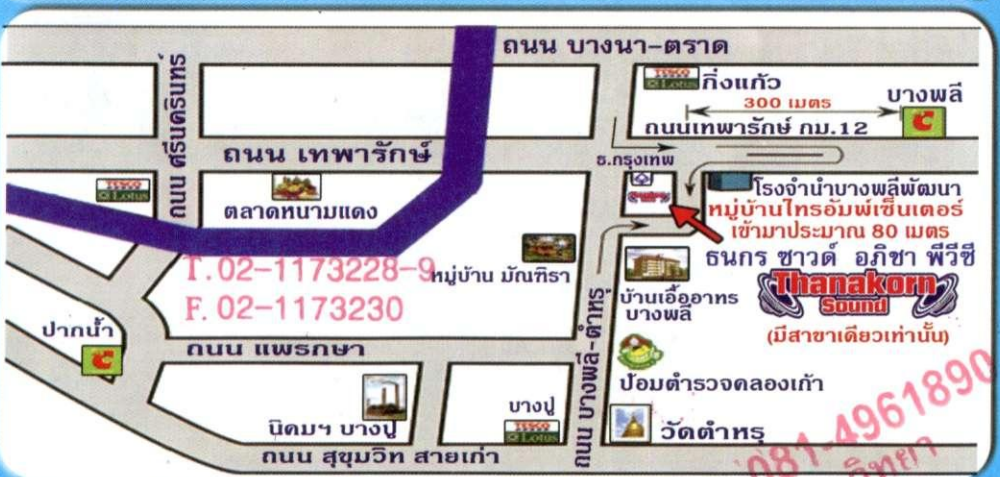 ถนน บางนา-ตราด
ถนน ศรีนครินทร์
TESCO
Lotus
กิ่งแก้ว
300 เมตร
บางพลี
ถนนเทพารักษ์ กม.12
ถนน เทพารักษ์
ธ.กรุงเทพ
TESCO
Lotus
ตลาดหนามแดง
โรงจำนำบางพลีพัฒนา
หมู่บ้านไทรอัมพ์เซ็นเตอร์
เข้ามาประมาณ 80 เมตร
ธนกร ซาวด์ อภิชา พีวีซี
Thanakorn
Sound
(มีสาขาเดียวเท่านั้น)
T.02-1173228-9
F. 02-1173230
หมู่บ้าน มัณฑิรา
บ้านเอื้ออาทร
บางพลี
ปากน้ำ
ถนน แพรกษา
ถนน บางพลี-ตำหรุ
ป้อมตำรวจคลองเก้า
นิคมฯ บางปู
บางปู
TESCO
Lotus
วัดตำหรุ
ถนน สุขุมวิท สายเก่า
081-4961890
วิทยา